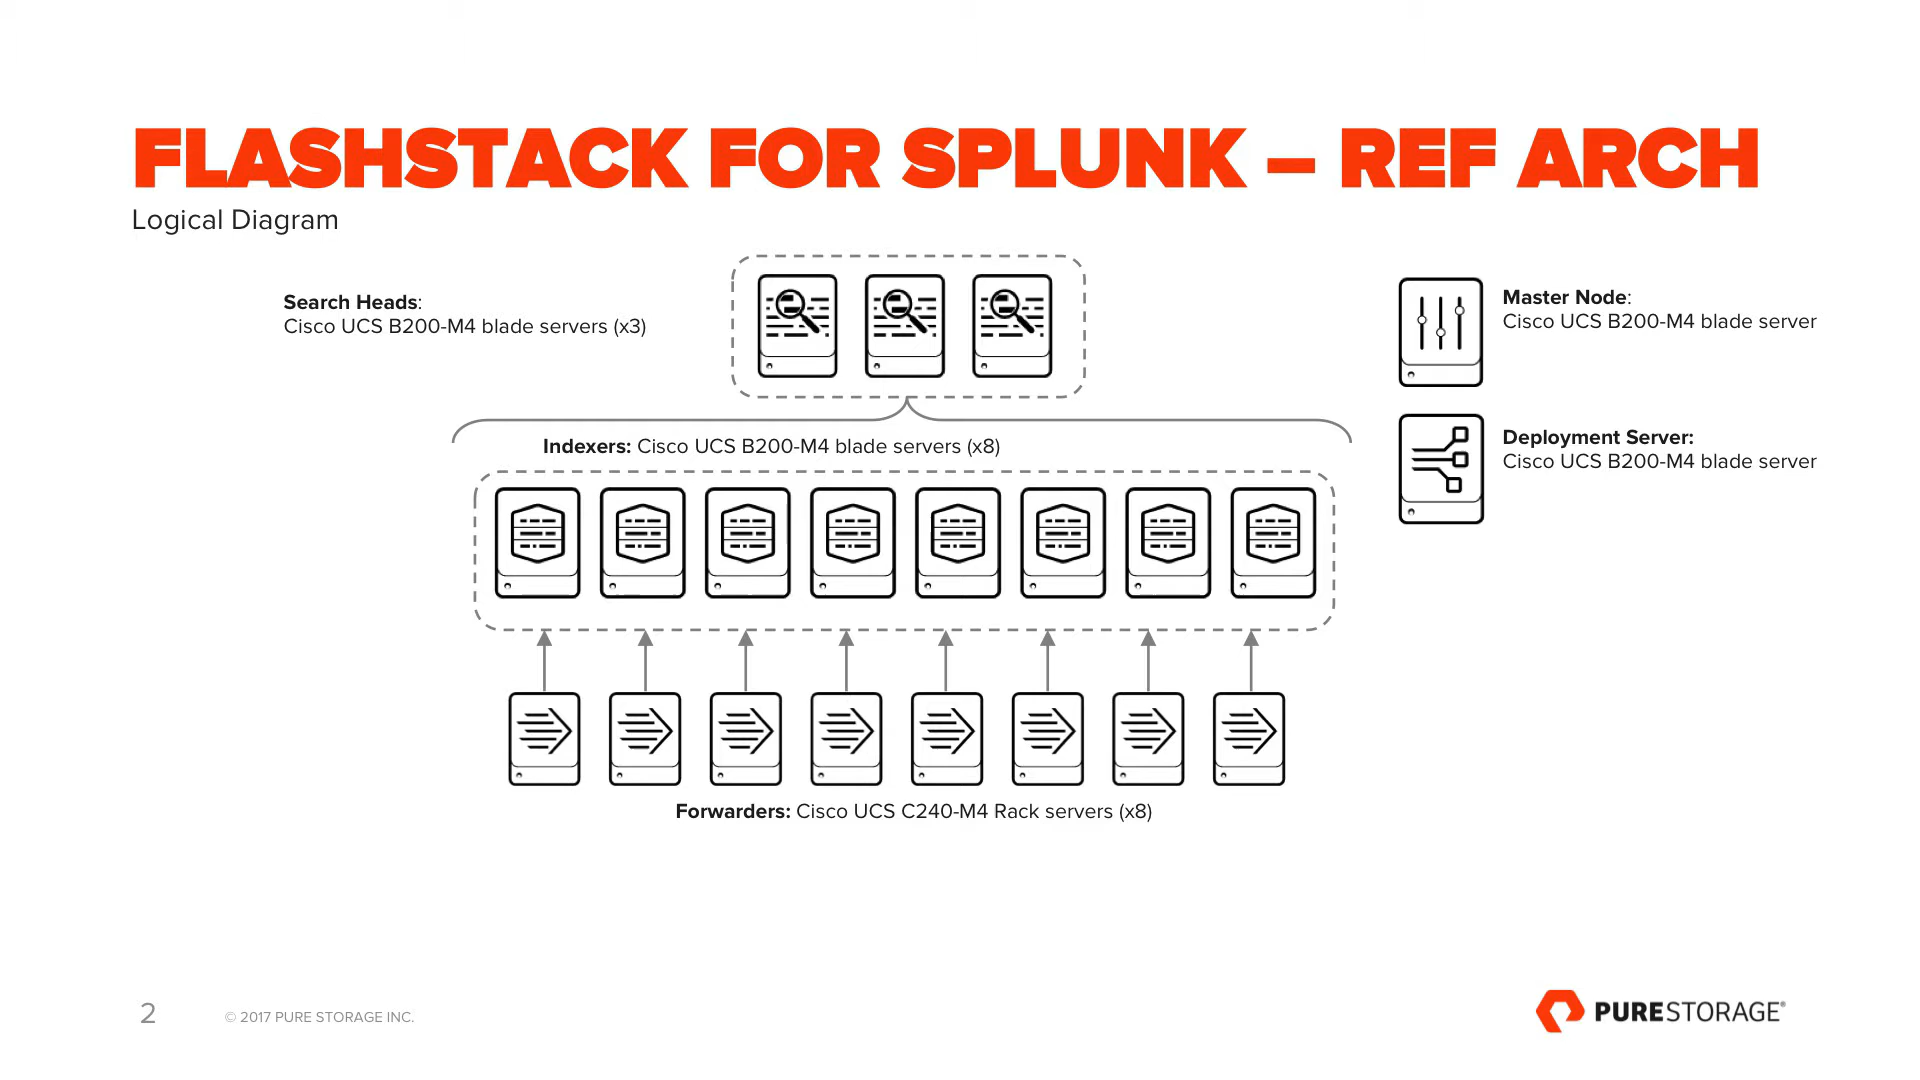 FLASHSTACK FOR SPLUNK – REF ARCH
Logical Diagram
Search Heads:
Cisco UCS B200-M4 blade servers (x3)
Master Node:
Cisco UCS B200-M4 blade server
Indexers: Cisco UCS B200-M4 blade servers (x8)
Deployment Server:
Cisco UCS B200-M4 blade server
Forwarders: Cisco UCS C240-M4 Rack servers (x8)
2
© 2017 PURE STORAGE INC.
PURESTORAGE®